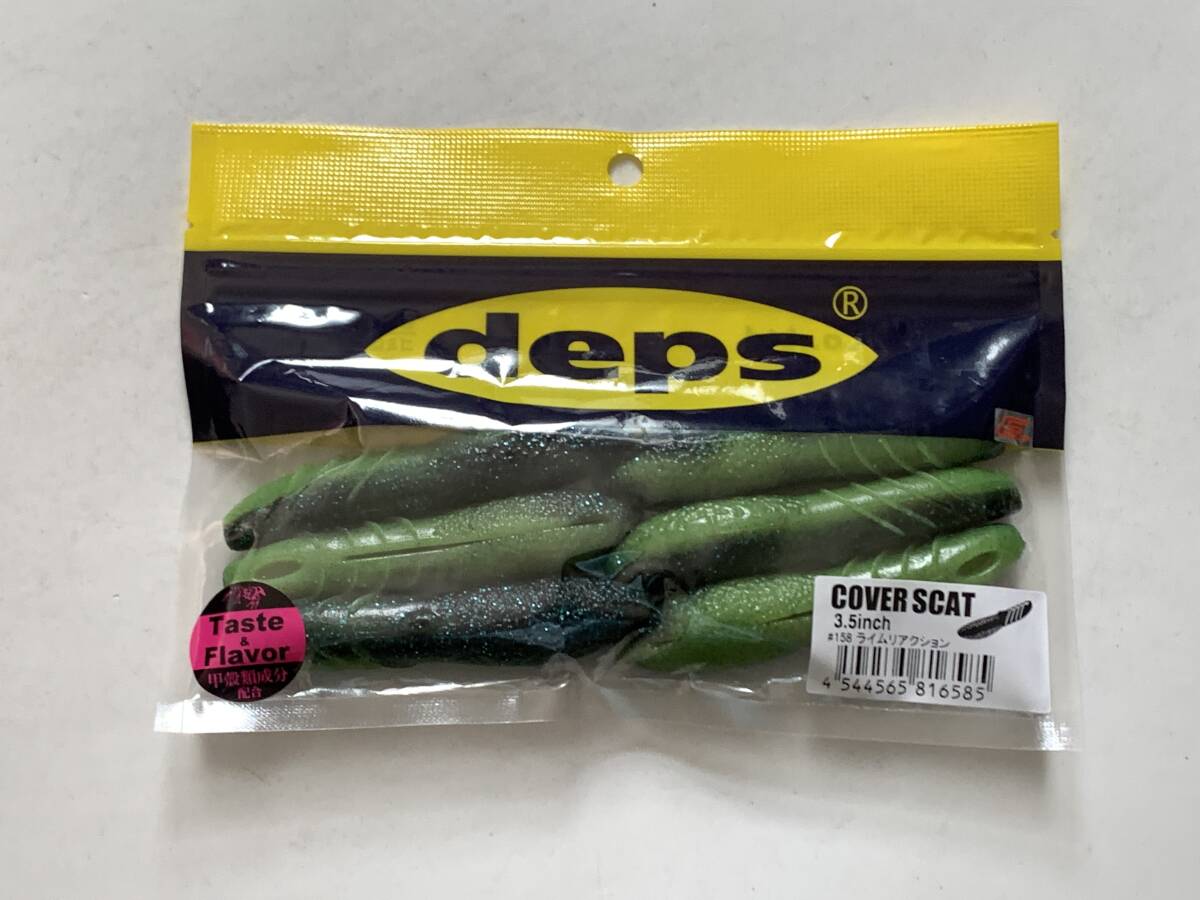 deps®
Taste
&
Flavor
甲殻類成分
配合
COVER SCAT
3.5inch
#158 ライムリアクション
4 544565 816585